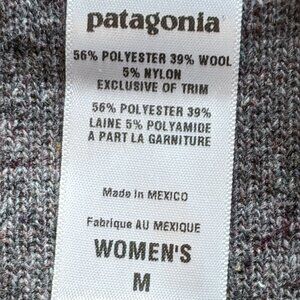 patagonia
56% POLYESTER 39% WOOL
5% NYLON
EXCLUSIVE OF TRIM
56% POLYESTER 39%
LAINE 5% POLYAMIDE
A PART LA GARNITURE
Made in MEXICO
Fabrique AU MEXIQUE
WOMEN'S
M